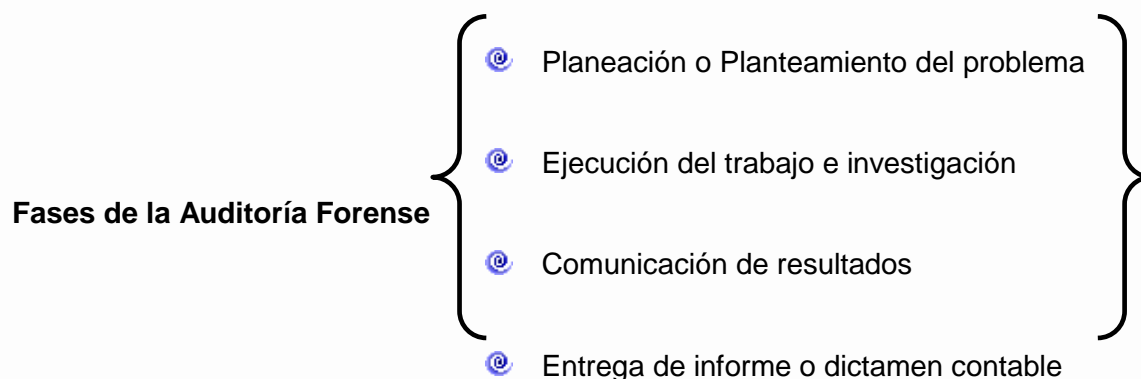 Planeación o Planteamiento del problema
Ejecución del trabajo e investigación
Fases de la Auditoría Forense
Comunicación de resultados
Entrega de informe o dictamen contable